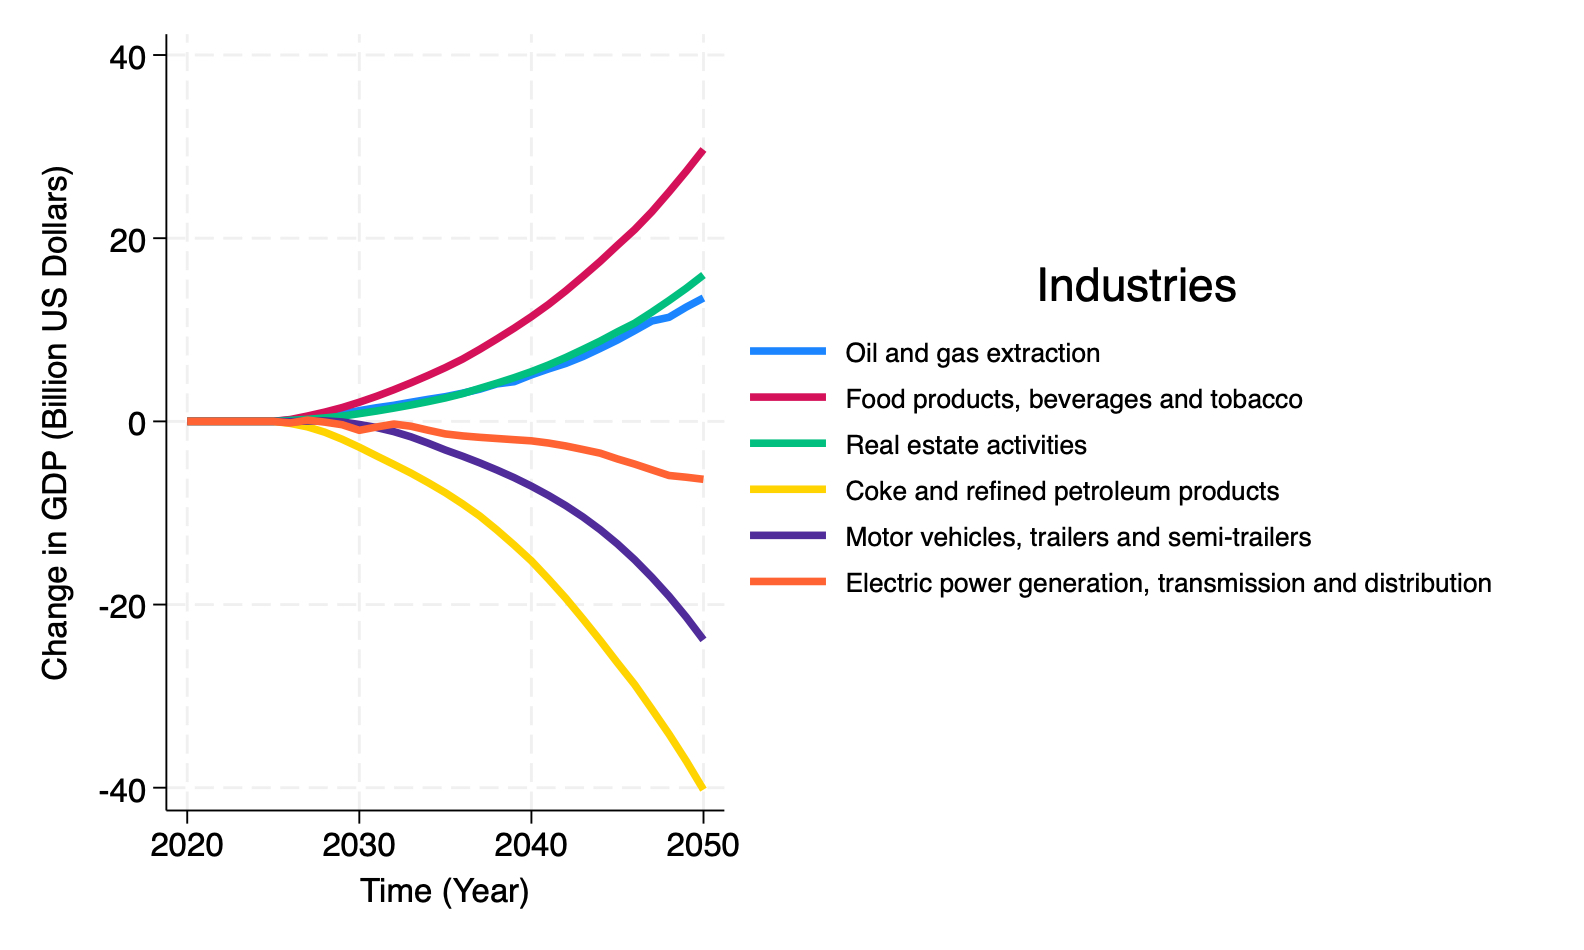 40
20
0
-20
-40
Change in GDP (Billion US Dollars)
2020 2030 2040 2050
Time (Year)
Industries
Oil and gas extraction
Food products, beverages and tobacco
Real estate activities
Coke and refined petroleum products
Motor vehicles, trailers and semi-trailers
Electric power generation, transmission and distribution